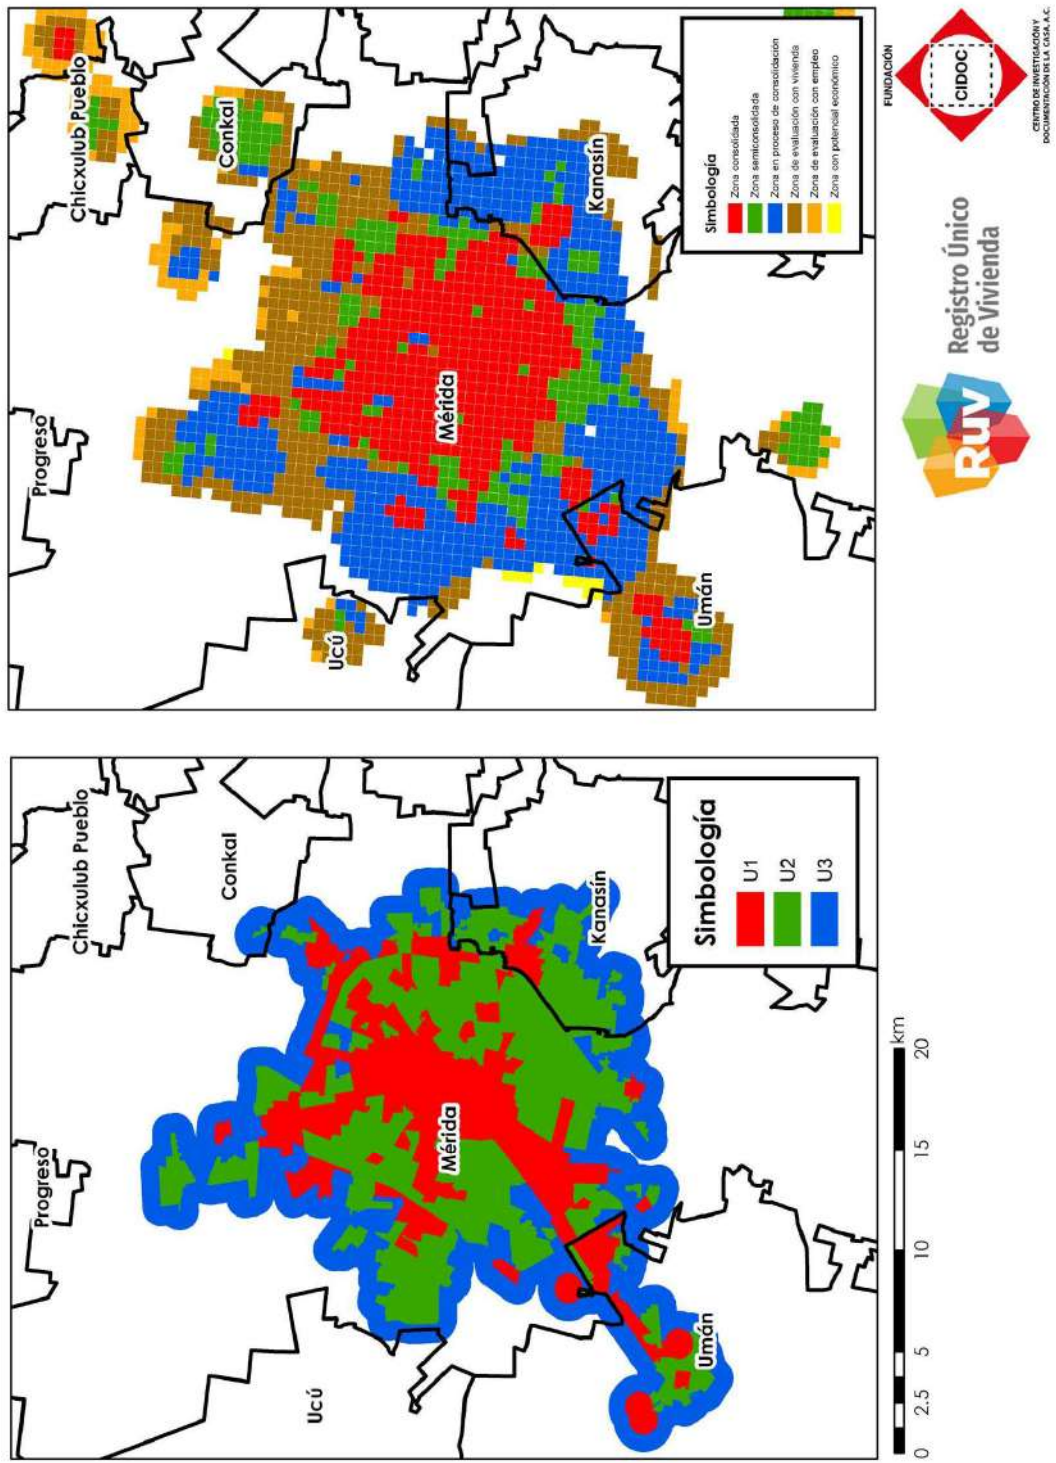 Progreso
Chicxulub Pueblo
Conkal
Ucú
Mérida
Kanasín
Umán
Simbología
U1
U2
U3
0
2.5
5
10
15
20
km
Progreso
Chicxulub Pueblo
Conkal
Ucú
Mérida
Kanasín
Umán
Simbología
Zona consolidada
Zona semiconsolidada
Zona en proceso de consolidación
Zona de evaluación con vivienda
Zona de evaluación con empleo
Zona con potencial económico
Ruv
Registro Único
de Vivienda
FUNDACIÓN
CIDOC
CENTRO DE INVESTIGACIÓN Y
DOCUMENTACIÓN DE LA CASA, A.C.